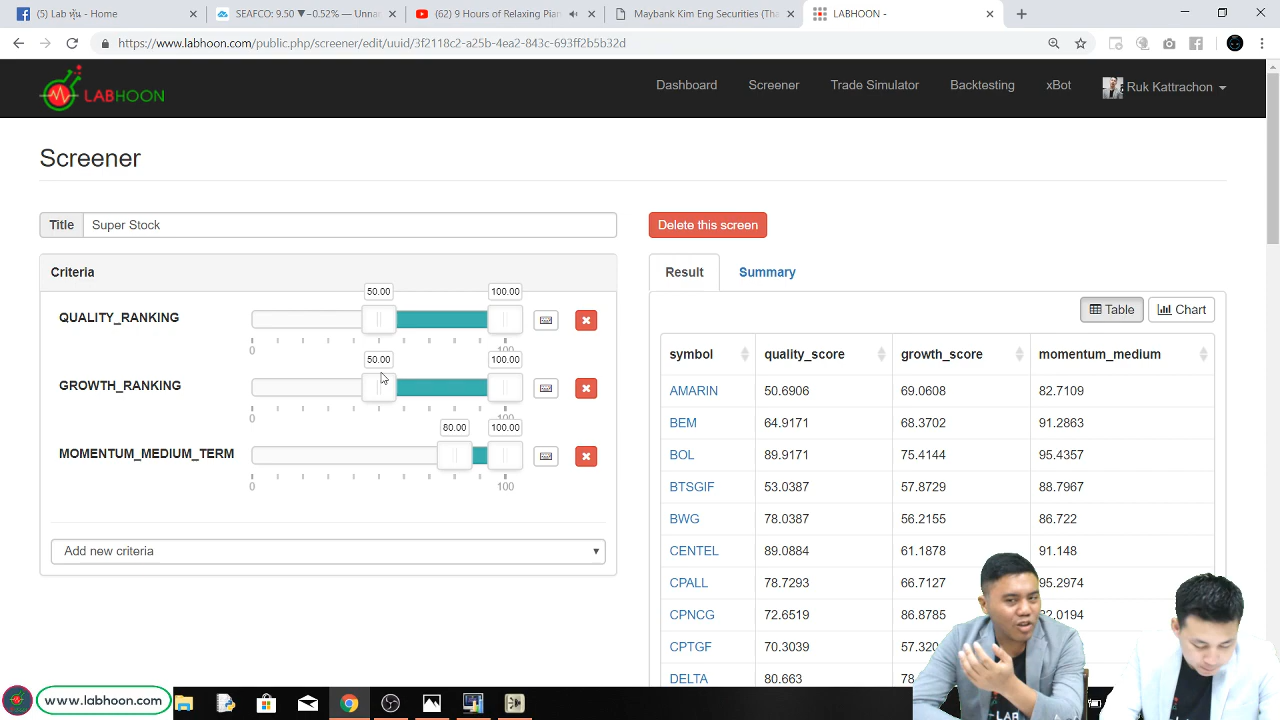 (5) Lab หุ้น - Home
SEAFCO: 9.50 ▼−0.52% — Unna
(62) 9 Hours of Relaxing Pian
Maybank Kim Eng Securities (Tha
LABHOON -
https://www.labhoon.com/public.php/screener/edit/uuid/3f2118c2-a25b-4ea2-843c-693ff2b5b32d
LABHOON
Dashboard
Screener
Trade Simulator
Backtesting
xBot
Ruk Kattrachon
Screener
Title
Super Stock
Delete this screen
Criteria
Result
Summary
50.00
100.00
QUALITY_RANKING
0
100
Table
Chart
50.00
100.00
GROWTH_RANKING
0
100
80.00
100.00
MOMENTUM_MEDIUM_TERM
0
100
Add new criteria
symbol quality_score growth_score momentum_medium
AMARIN 50.6906 69.0608 82.7109
BEM 64.9171 68.3702 91.2863
BOL 89.9171 75.4144 95.4357
BTSGIF 53.0387 57.8729 88.7967
BWG 78.0387 56.2155 86.722
CENTEL 89.0884 61.1878 91.148
CPALL 78.7293 66.7127 95.2974
CPNCG 72.6519 86.8785
CPTGF 70.3039
DELTA 80.663
www.labhoon.com